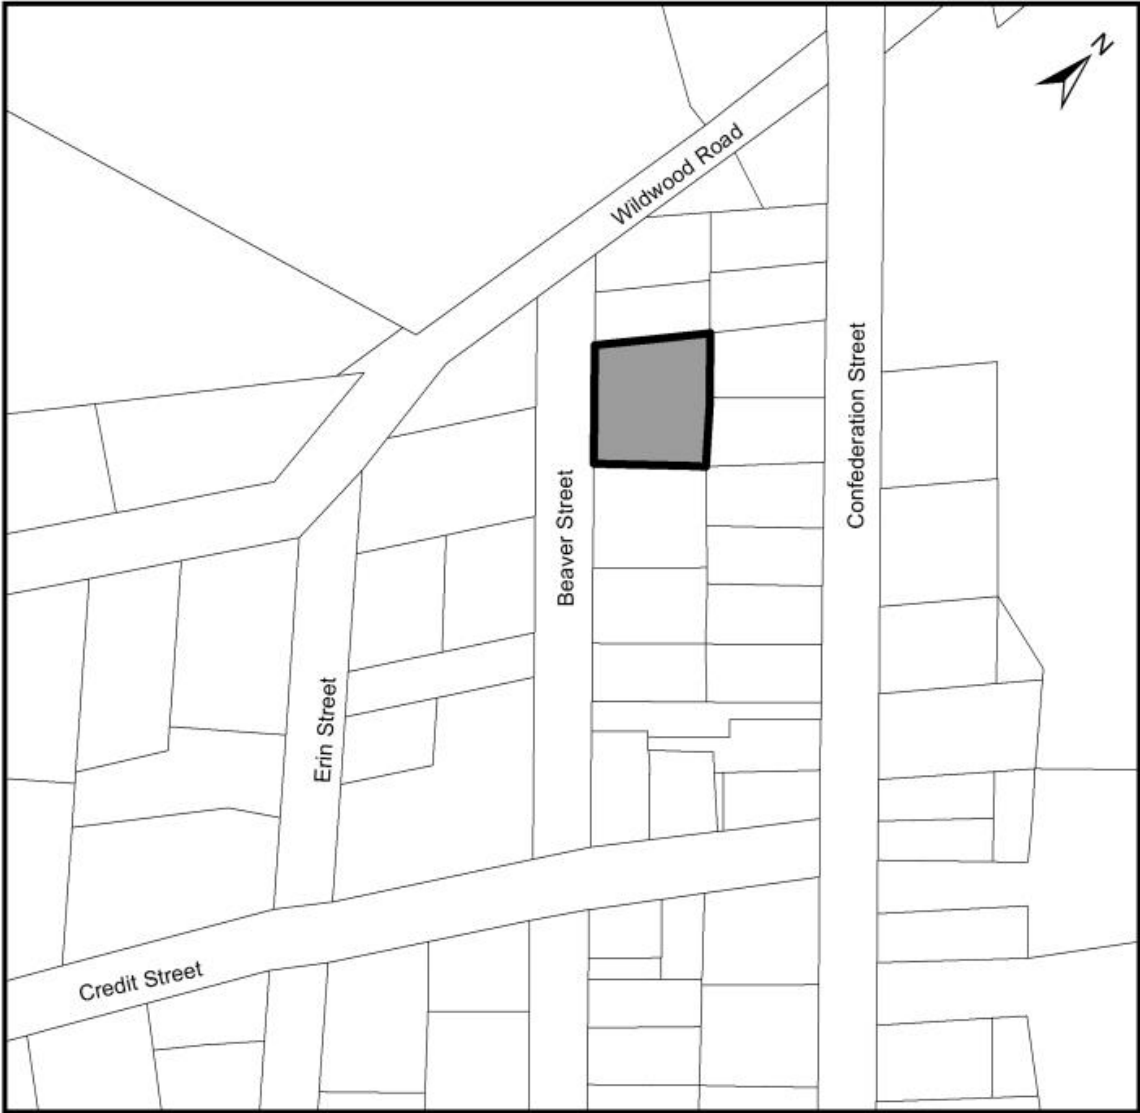 N
Wildwood Road
Confederation Street
Beaver Street
Erin Street
Credit Street